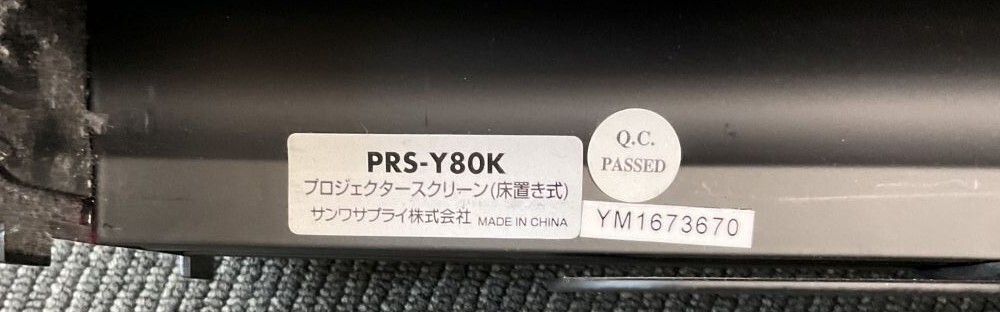 PRS-Y80K
プロジェクタースクリーン(床置き式)
サンワサプライ株式会社 MADE IN CHINA
Q.C.
PASSED
YM1673670